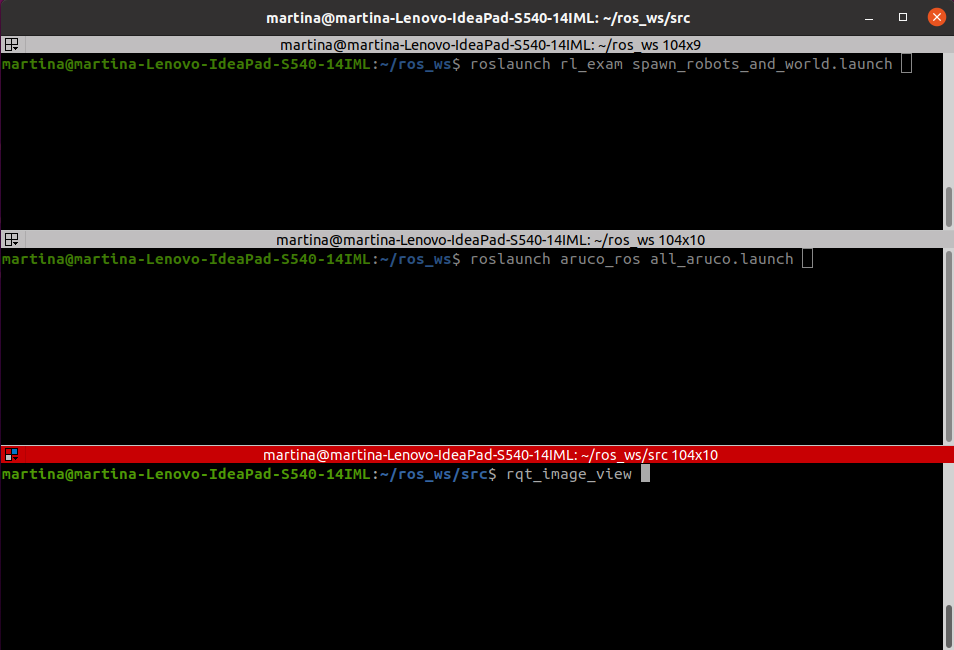 martina@martina-Lenovo-IdeaPad-S540-14IML: ~/ros_ws/src
martina@martina-Lenovo-IdeaPad-S540-14IML: ~/ros_ws 104x9
martina@martina-Lenovo-IdeaPad-S540-14IML:~/ros_ws$ roslaunch rl_exam spawn_robots_and_world.launch
martina@martina-Lenovo-IdeaPad-S540-14IML: ~/ros_ws 104x10
martina@martina-Lenovo-IdeaPad-S540-14IML:~/ros_ws$ roslaunch aruco_ros all_aruco.launch
martina@martina-Lenovo-IdeaPad-S540-14IML: ~/ros_ws/src 104x10
martina@martina-Lenovo-IdeaPad-S540-14IML:~/ros_ws/src$ rqt_image_view